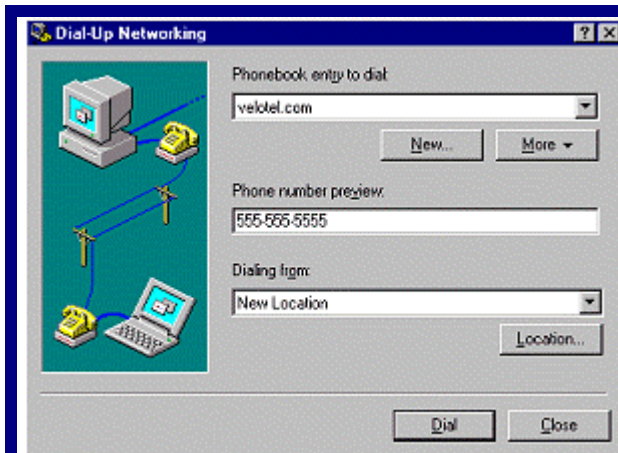 Dial-Up Networking
Phonebook entry to dial:
velotel.com
New...
More
Phone number preview:
555-555-5555
Dialing from:
New Location
Location...
Dial
Close